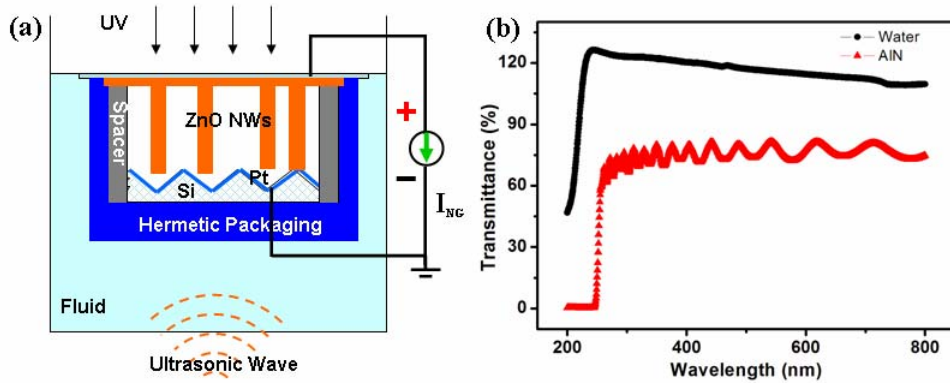 (a)
UV
ZnO NWs
Spacer
Pt
Si
Hermetic Packaging
Fluid
Ultrasonic Wave
+
−
I_NG
(b)
Water
AlN
Transmittance (%)
120
90
60
30
0
200
400
600
800
Wavelength (nm)